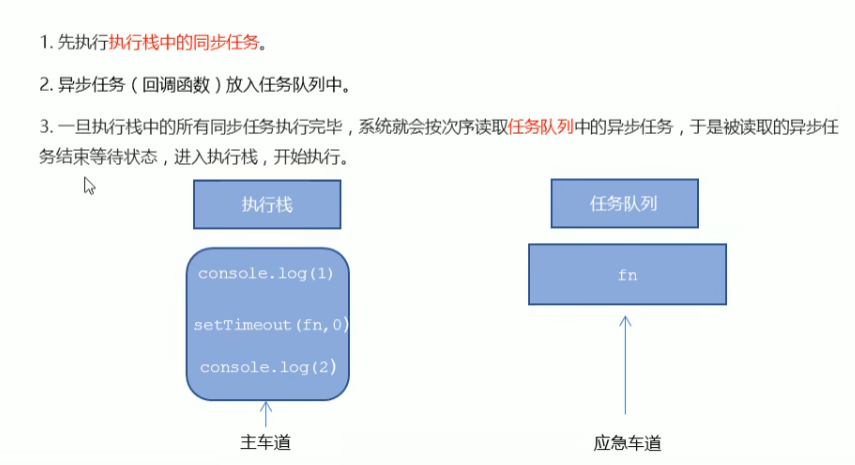 1. 先执行执行栈中的同步任务。
2. 异步任务（回调函数）放入任务队列中。
3. 一旦执行栈中的所有同步任务执行完毕，系统就会按次序读取任务队列中的异步任务，于是被读取的异步任
务结束等待状态，进入执行栈，开始执行。
执行栈
任务队列
console.log(1)
setTimeout(fn,0)
console.log(2)
fn
主车道
应急车道